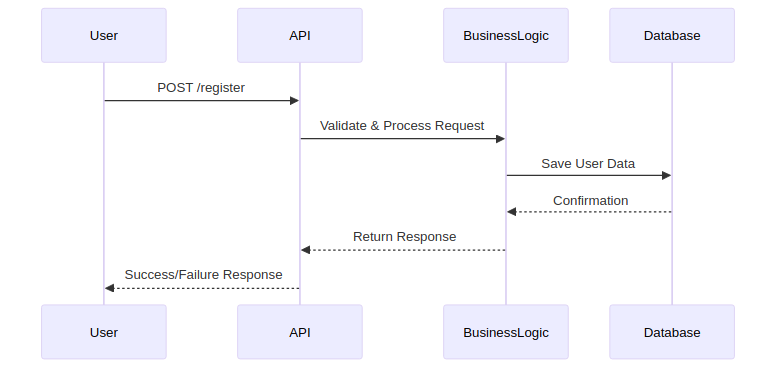 User
API
BusinessLogic
Database
POST /register
Validate & Process Request
Save User Data
Confirmation
Return Response
Success/Failure Response
User
API
BusinessLogic
Database